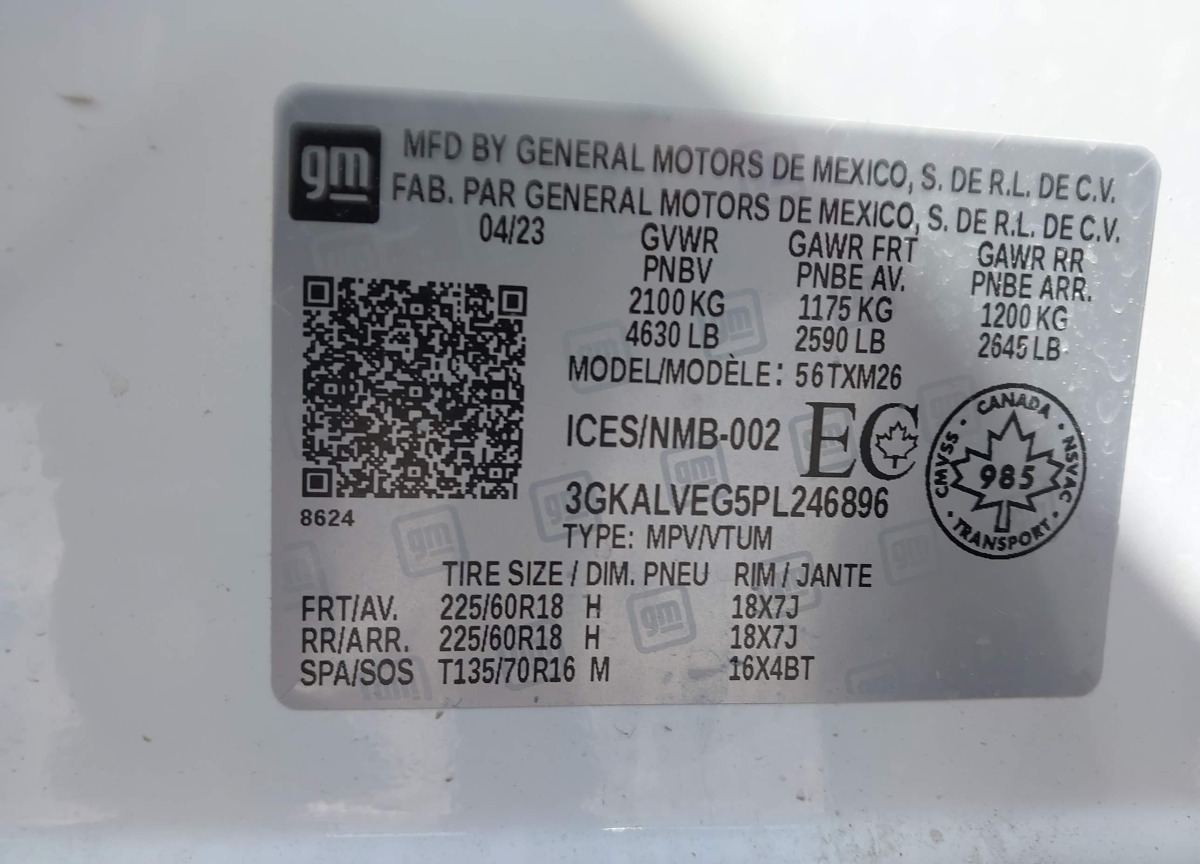 gm
MFD BY GENERAL MOTORS DE MEXICO, S. DE R.L. DE C.V.
FAB. PAR GENERAL MOTORS DE MEXICO, S. DE R.L. DE C.V.
04/23 GVWR GAWR FRT GAWR RR
PNBV PNBE AV. PNBE ARR.
2100 KG 1175 KG 1200 KG
4630 LB 2590 LB 2645 LB
MODEL/MODÈLE: 56TXM26
ICES/NMB-002 EC
CANADA
CMVSS 985 NSVAC
TRANSPORT
3GKALVEG5PL246896
8624
TYPE: MPV/VTUM
TIRE SIZE / DIM. PNEU RIM / JANTE
FRT/AV. 225/60R18 H 18X7J
RR/ARR. 225/60R18 H 18X7J
SPA/SOS T135/70R16 M 16X4BT